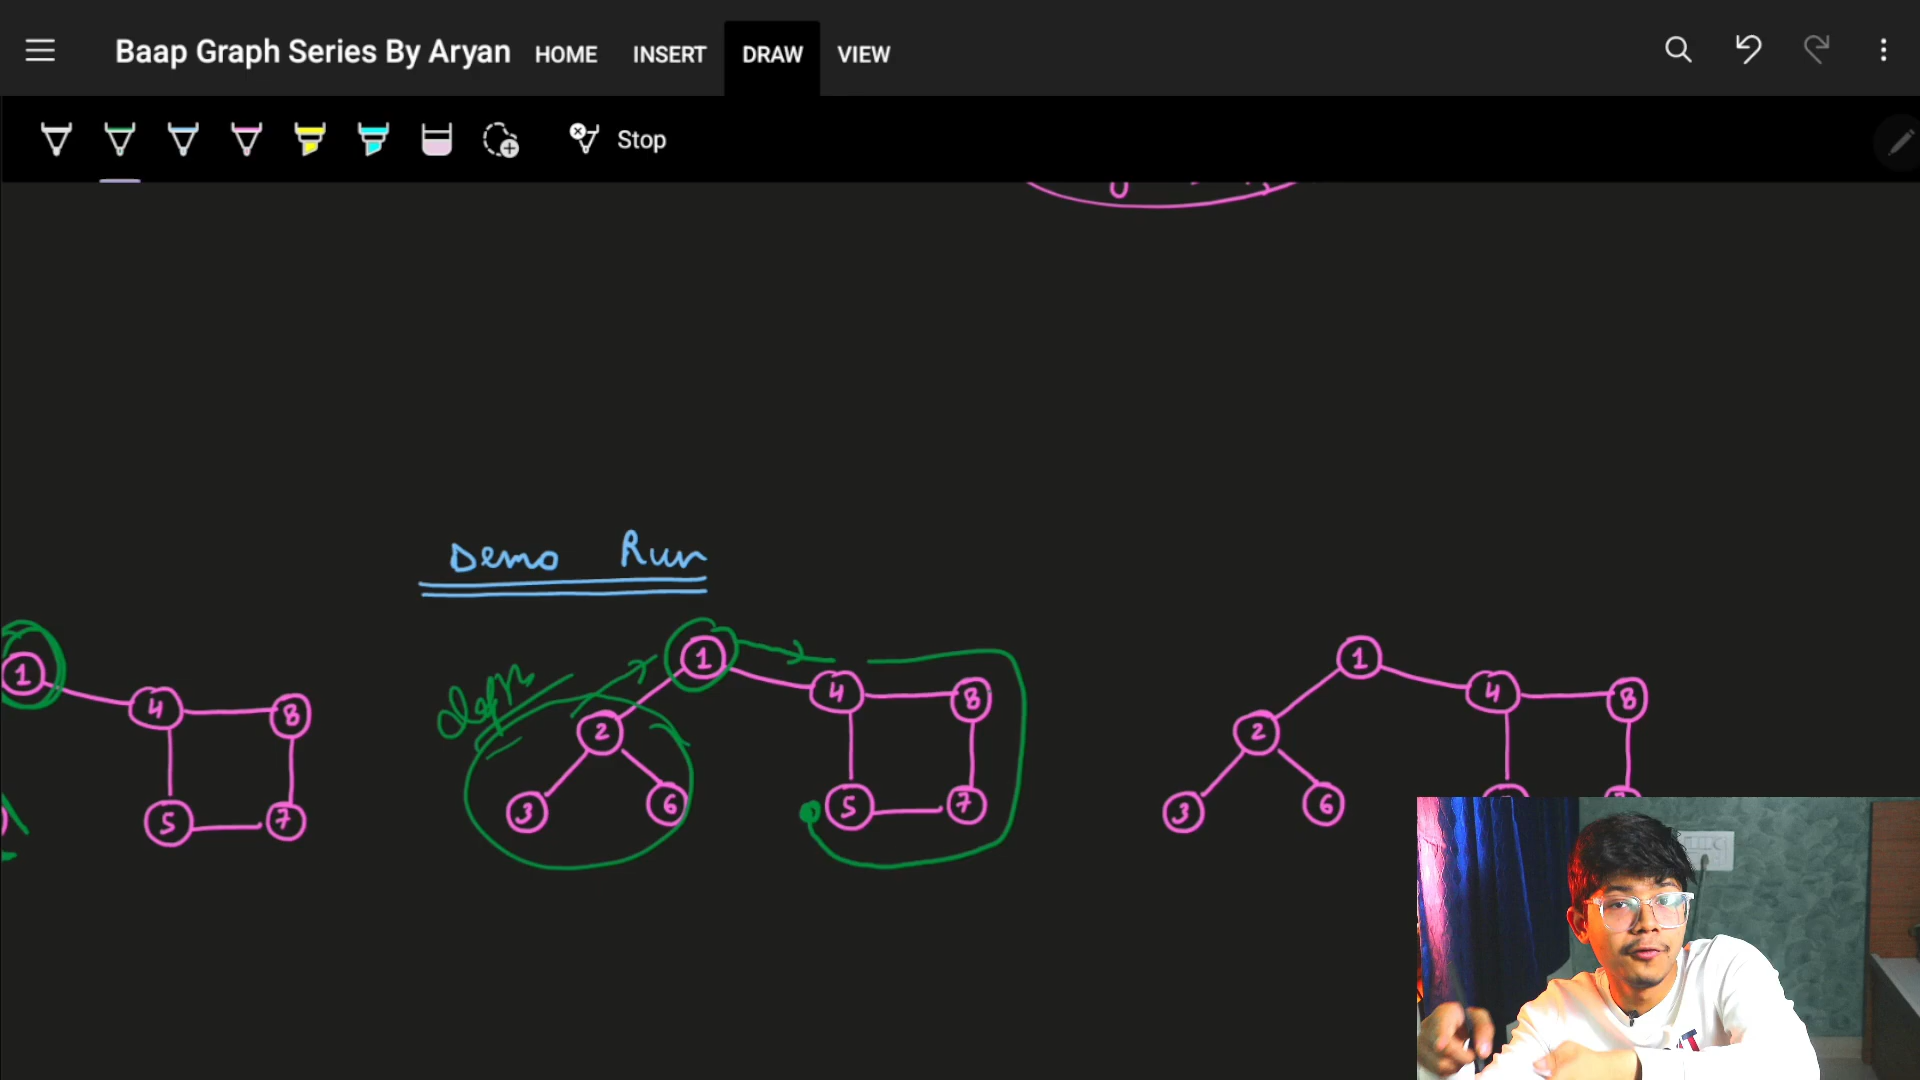 Baap Graph Series By Aryan HOME INSERT DRAW VIEW
Stop
Demo Run
1 4 8 5 7
depth
1 2 4 8 3 6 5 7
1 2 4 8 3 6